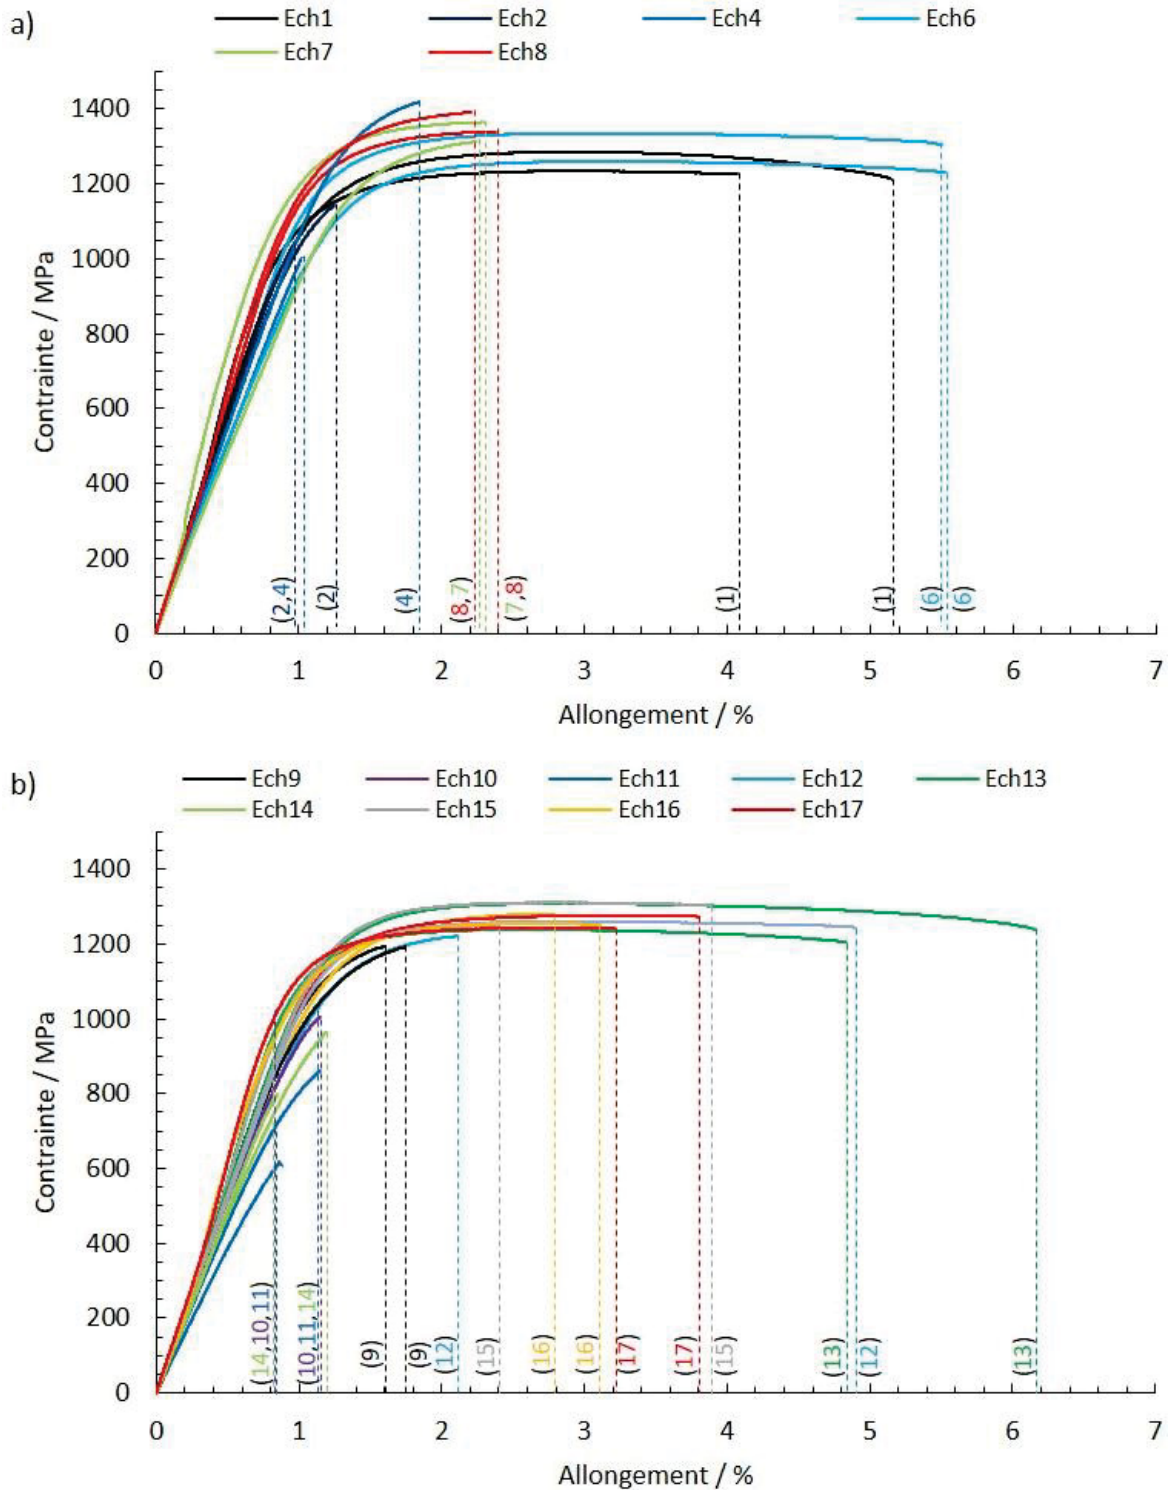 a)
Ech1 Ech2 Ech4 Ech6
Ech7 Ech8
1400
1200
1000
800
600
400
200
0
Contrainte / MPa
(2,4) (2) (4) (8,7) (7,8) (1) (1) (6) (6)
0 1 2 3 4 5 6 7
Allongement / %
b)
Ech9 Ech10 Ech11 Ech12 Ech13
Ech14 Ech15 Ech16 Ech17
1400
1200
1000
800
600
400
200
0
Contrainte / MPa
(14,10,11) (10,11,14) (9) (9) (12) (15) (16) (16) (17) (17) (15) (13) (12) (13)
0 1 2 3 4 5 6 7
Allongement / %